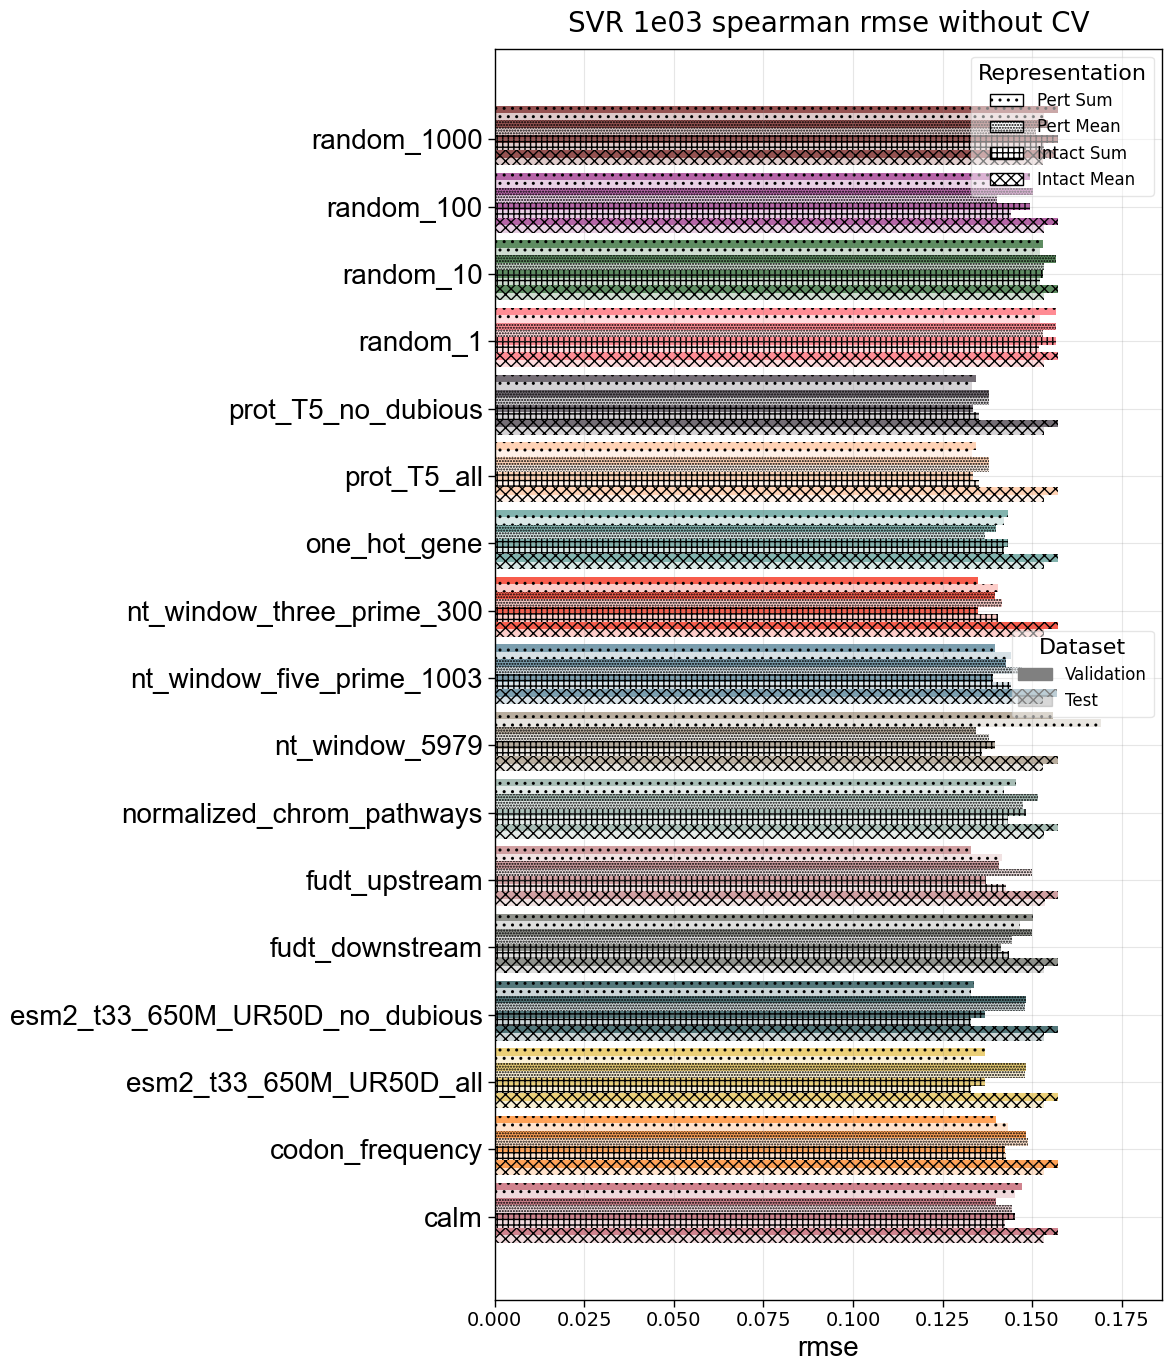 SVR 1e03 spearman rmse without CV
Representation
Pert Sum
Pert Mean
Intact Sum
Intact Mean
random_1000
random_100
random_10
random_1
prot_T5_no_dubious
prot_T5_all
one_hot_gene
nt_window_three_prime_300
nt_window_five_prime_1003
Dataset
Validation
Test
nt_window_5979
normalized_chrom_pathways
fudt_upstream
fudt_downstream
esm2_t33_650M_UR50D_no_dubious
esm2_t33_650M_UR50D_all
codon_frequency
calm
0.000 0.025 0.050 0.075 0.100 0.125 0.150 0.175
rmse